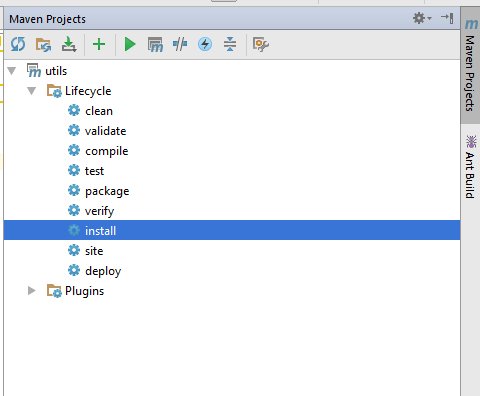 Maven Projects
utils
Lifecycle
clean
validate
compile
test
package
verify
install
site
deploy
Plugins
m
Maven Projects
Ant Build